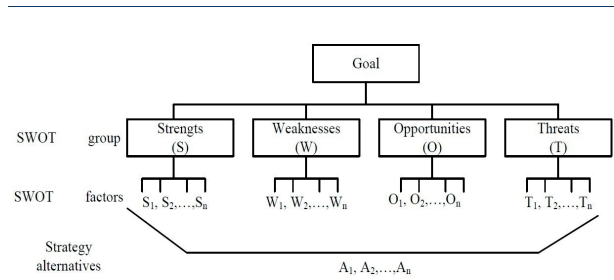 Goal
SWOT group
Strengts
(S)
Weaknesses
(W)
Opportunities
(O)
Threats
(T)
SWOT factors
S1, S2,…,Sn
W1, W2,…,Wn
O1, O2,…,On
T1, T2,…,Tn
Strategy
alternatives
A1, A2,…,An